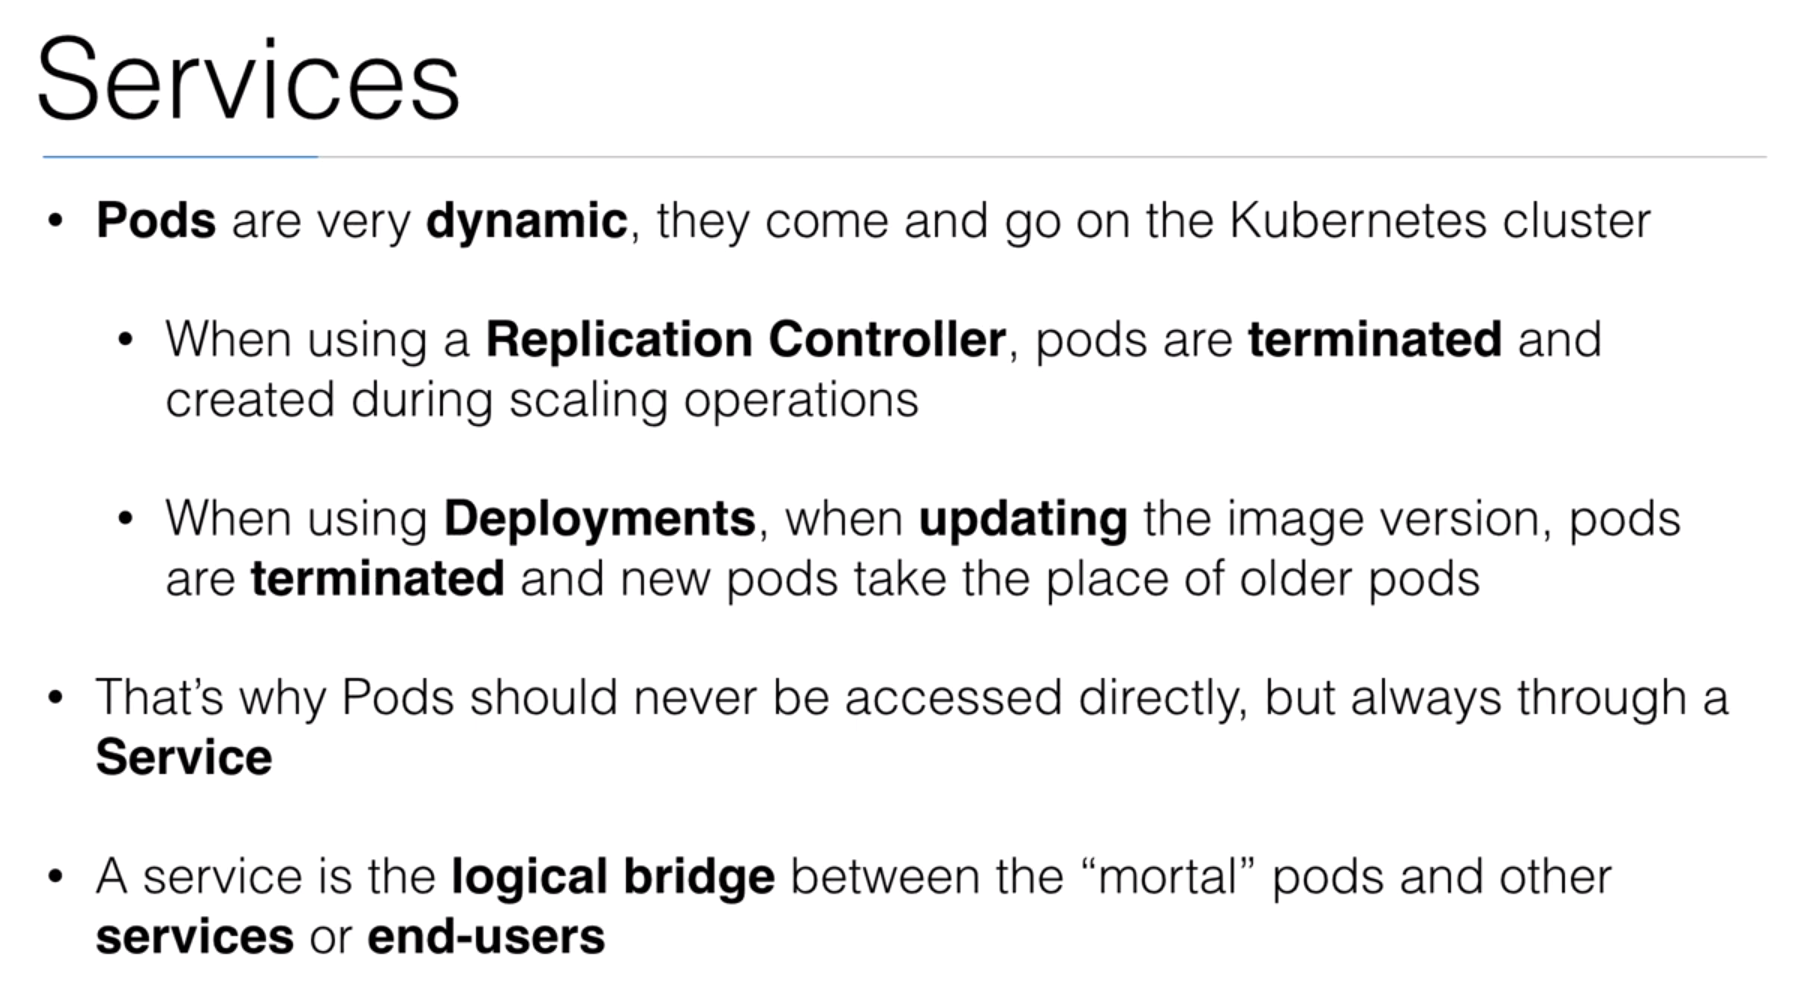 Services
• Pods are very dynamic, they come and go on the Kubernetes cluster
• When using a Replication Controller, pods are terminated and
created during scaling operations
• When using Deployments, when updating the image version, pods
are terminated and new pods take the place of older pods
• That’s why Pods should never be accessed directly, but always through a
Service
• A service is the logical bridge between the “mortal” pods and other
services or end-users